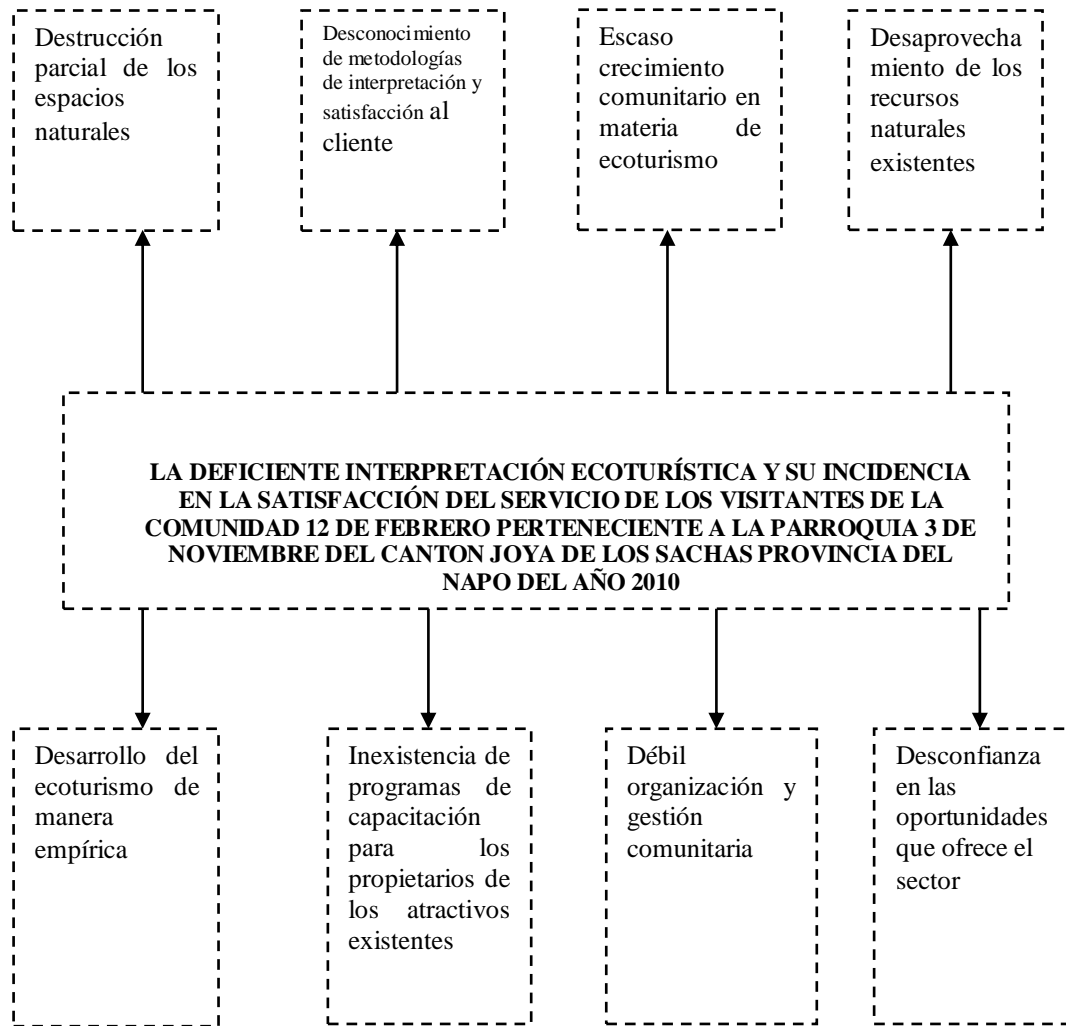 Destrucción
parcial de los
espacios
naturales
Desconocimiento
de metodologías
de interpretación y
satisfacción al
cliente
Escaso
crecimiento
comunitario en
materia de
ecoturismo
Desaprovecha
miento de los
recursos
naturales
existentes
LA DEFICIENTE INTERPRETACIÓN ECOTURÍSTICA Y SU INCIDENCIA
EN LA SATISFACCIÓN DEL SERVICIO DE LOS VISITANTES DE LA
COMUNIDAD 12 DE FEBRERO PERTENECIENTE A LA PARROQUIA 3 DE
NOVIEMBRE DEL CANTON JOYA DE LOS SACHAS PROVINCIA DEL
NAPO DEL AÑO 2010
Desarrollo del
ecoturismo de
manera
empírica
Inexistencia de
programas de
capacitación
para los
propietarios de
los atractivos
existentes
Débil
organización y
gestión
comunitaria
Desconfianza
en las
oportunidades
que ofrece el
sector